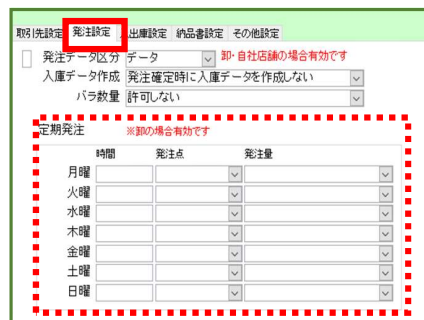 取引先設定 発注設定 出庫設定 納品書設定 その他設定
発注データ区分 データ 卸・自社店舗の場合有効です
入庫データ作成 発注確定時に入庫データを作成しない
バラ数量 許可しない
定期発注 ※卸の場合有効です
時間 発注点 発注量
月曜
火曜
水曜
木曜
金曜
土曜
日曜